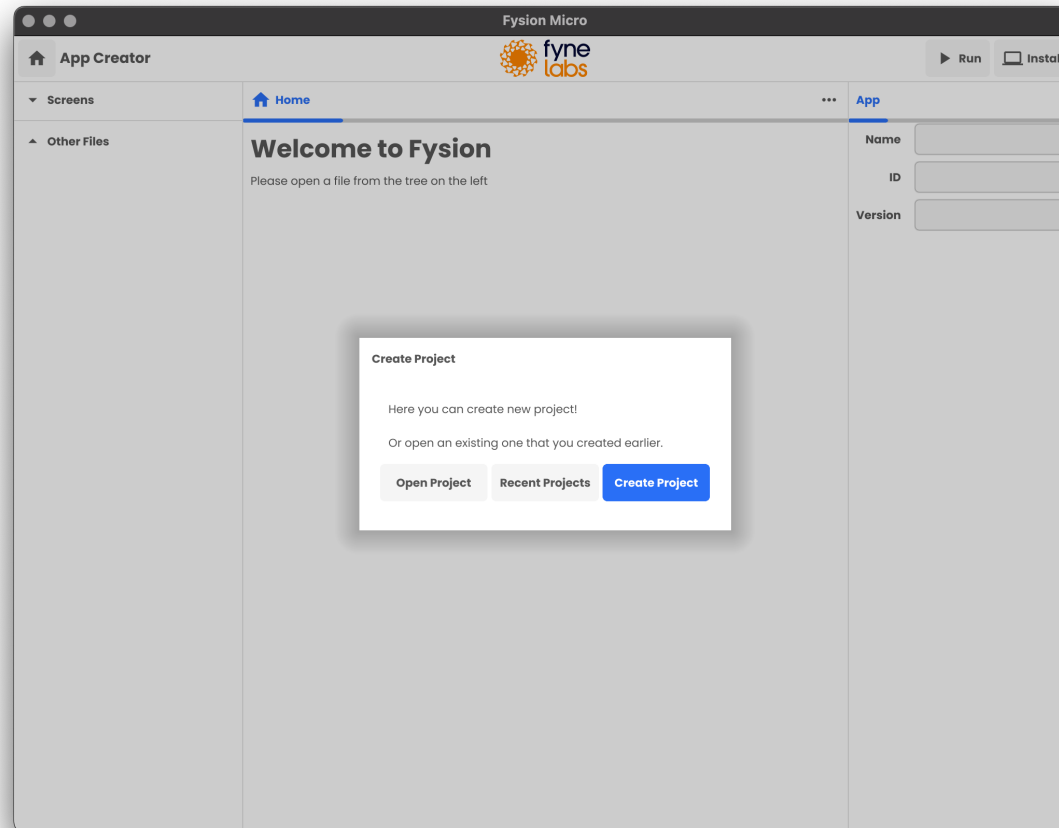 Fysion Micro
App Creator
fyne
labs
Run
Screens
Home
App
Other Files
Welcome to Fysion
Please open a file from the tree on the left
Name
ID
Version
Create Project
Here you can create new project!
Or open an existing one that you created earlier.
Open Project
Recent Projects
Create Project